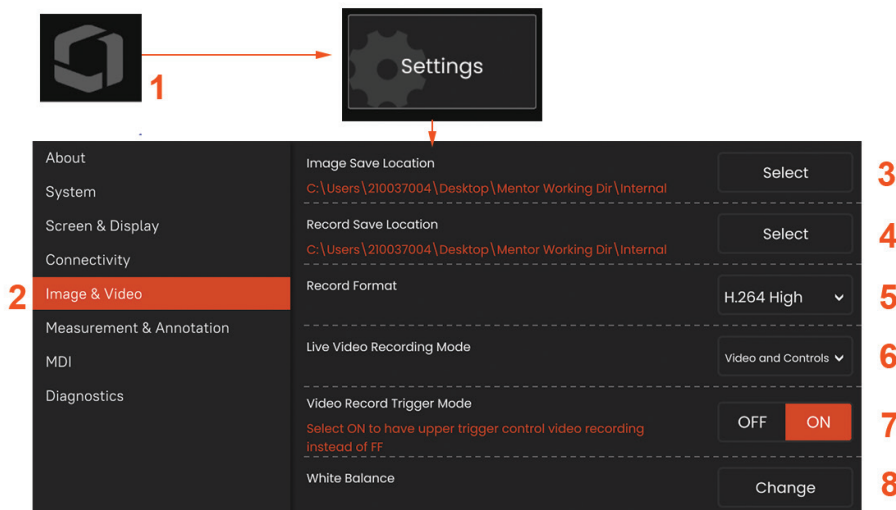 1
Settings
About
System
Screen & Display
Connectivity
2
Image & Video
Measurement & Annotation
MDI
Diagnostics
Image Save Location
C:\Users\210037004\Desktop\Mentor Working Dir\Internal
Select
3
Record Save Location
C:\Users\210037004\Desktop\Mentor Working Dir\Internal
Select
4
Record Format
H.264 High
5
Live Video Recording Mode
Video and Controls
6
Video Record Trigger Mode
Select ON to have upper trigger control video recording
instead of FF
OFF ON
7
White Balance
Change
8